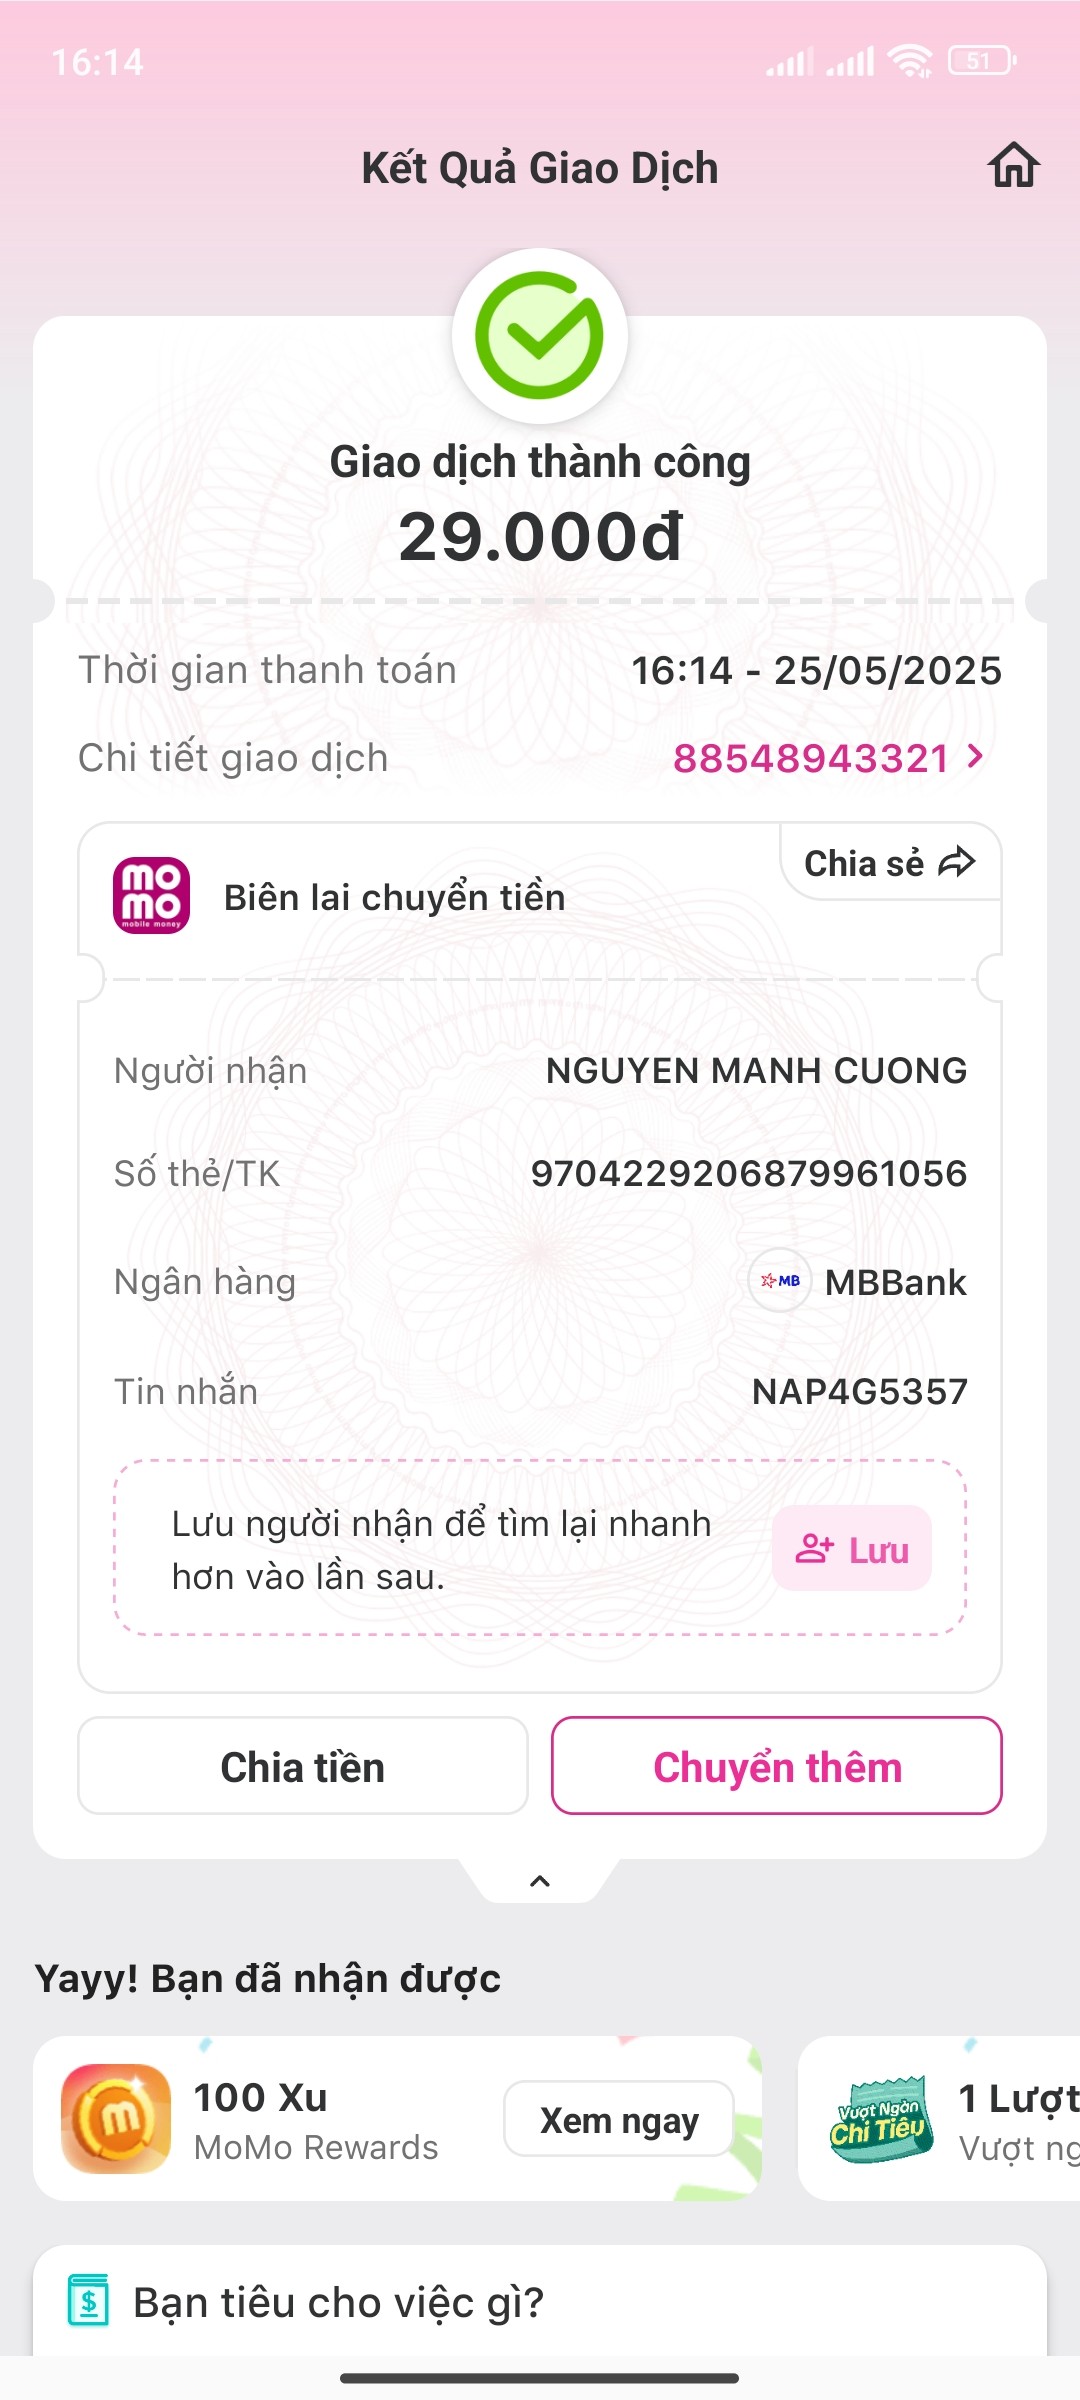 16:14
51
Kết Quả Giao Dịch
Giao dịch thành công
29.000đ
Thời gian thanh toán 16:14 - 25/05/2025
Chi tiết giao dịch 88548943321
Chia sẻ
mo
mo
mobile money
Biên lai chuyển tiền
Người nhận NGUYEN MANH CUONG
Số thẻ/TK 9704229206879961056
Ngân hàng MB MBBank
Tin nhắn NAP4G5357
Lưu người nhận để tìm lại nhanh
hơn vào lần sau.
Lưu
Chia tiền Chuyển thêm
Yayy! Bạn đã nhận được
100 Xu
MoMo Rewards
Xem ngay
Vượt Ngàn
Chi Tiêu
1 Lượt
Vượt ng
$
Bạn tiêu cho việc gì?